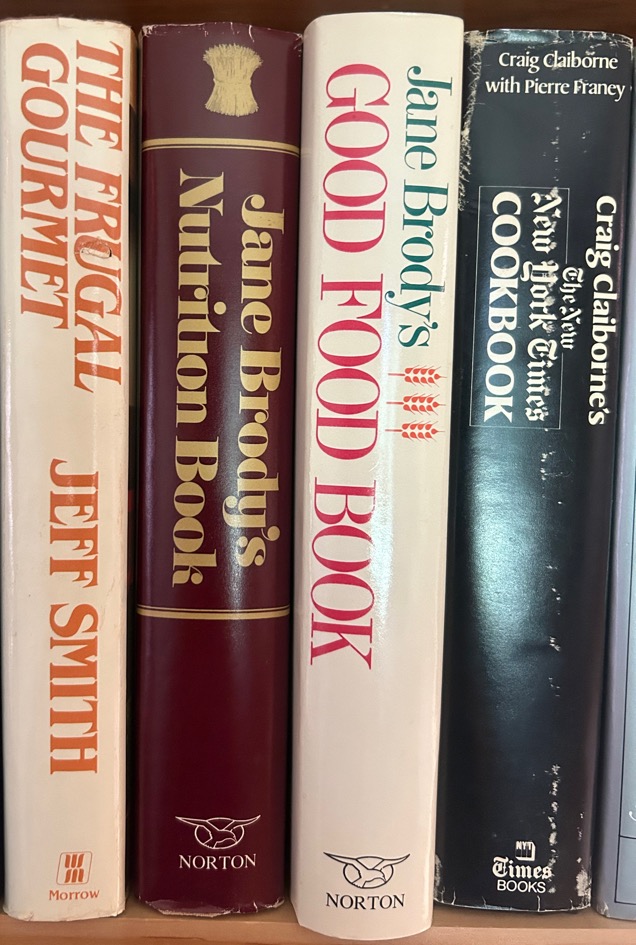 THE FRUGAL
GOURMET
JEFF SMITH
Morrow
Jane Brody's
Nutrition Book
NORTON
Jane Brody's
GOOD FOOD BOOK
NORTON
Craig Claiborne
with Pierre Franey
Craig Claiborne's
The New
New York Times
COOKBOOK
NYT
Times
BOOKS